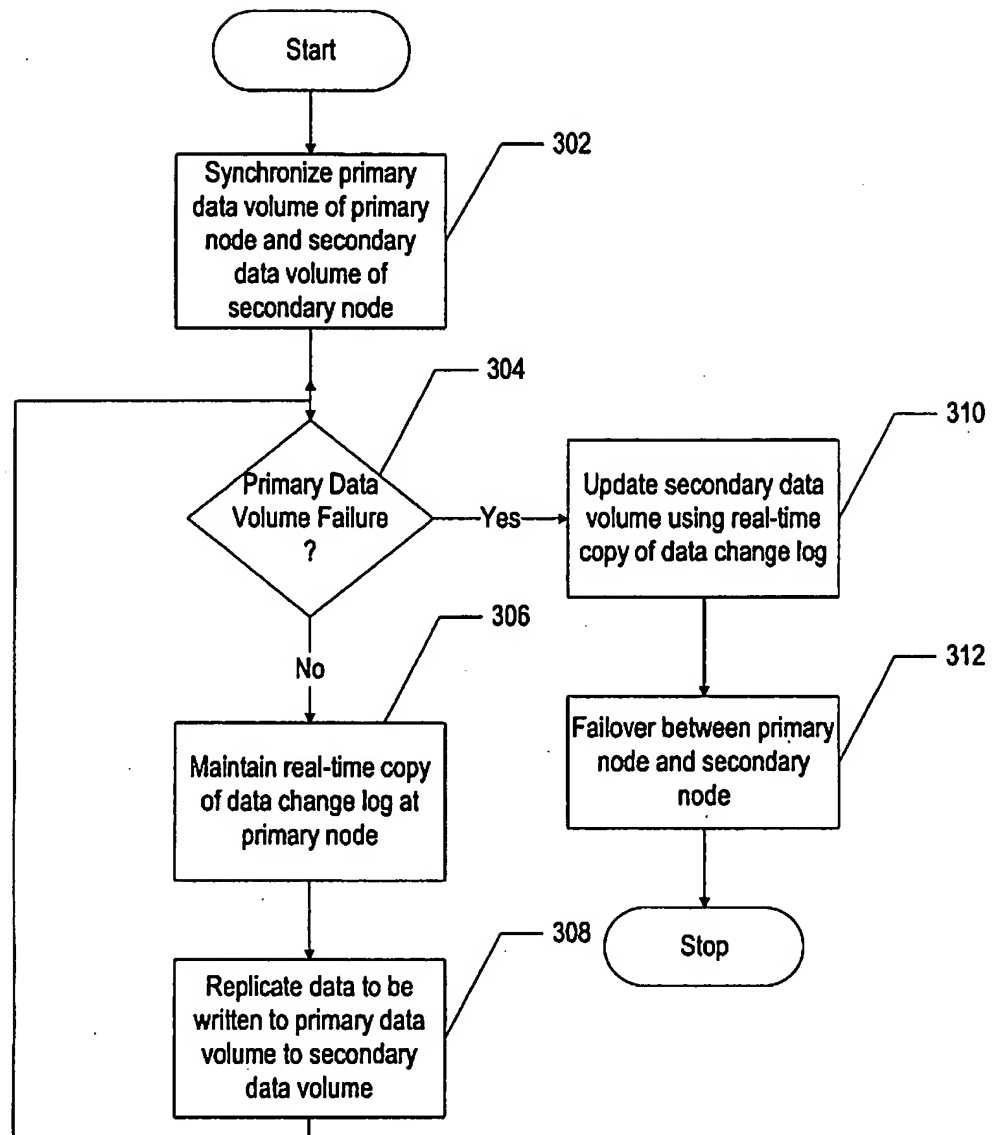 Start
302
Synchronize primary
data volume of primary
node and secondary
data volume of
secondary node
304
Primary Data
Volume Failure
?
Yes
310
Update secondary data
volume using real-time
copy of data change log
No
306
Maintain real-time copy
of data change log at
primary node
312
Failover between primary
node and secondary
node
308
Replicate data to be
written to primary data
volume to secondary
data volume
Stop